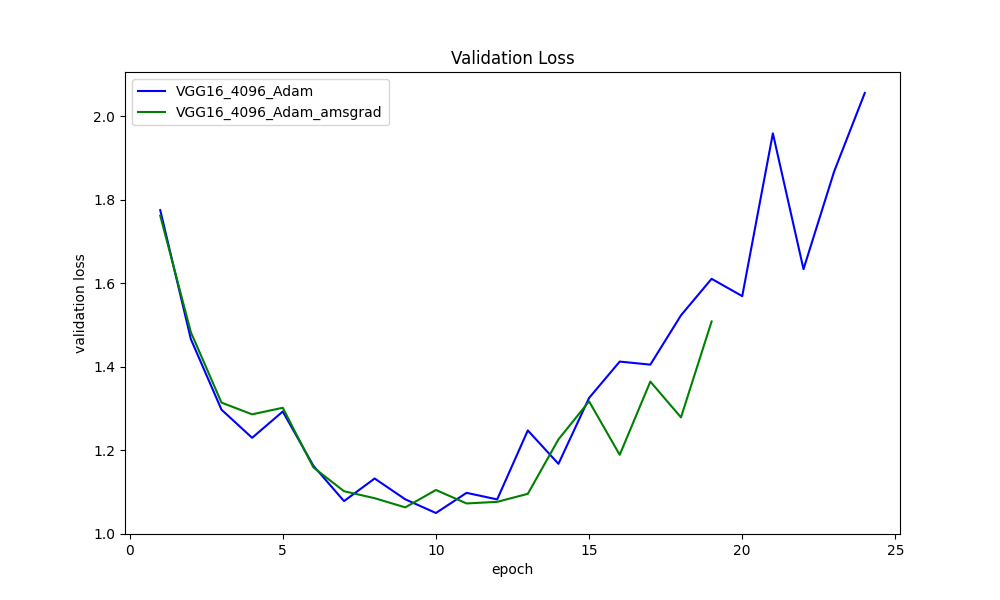 Validation Loss
VGG16_4096_Adam
VGG16_4096_Adam_amsgrad
validation loss
2.0
1.8
1.6
1.4
1.2
1.0
0
5
10
15
20
25
epoch